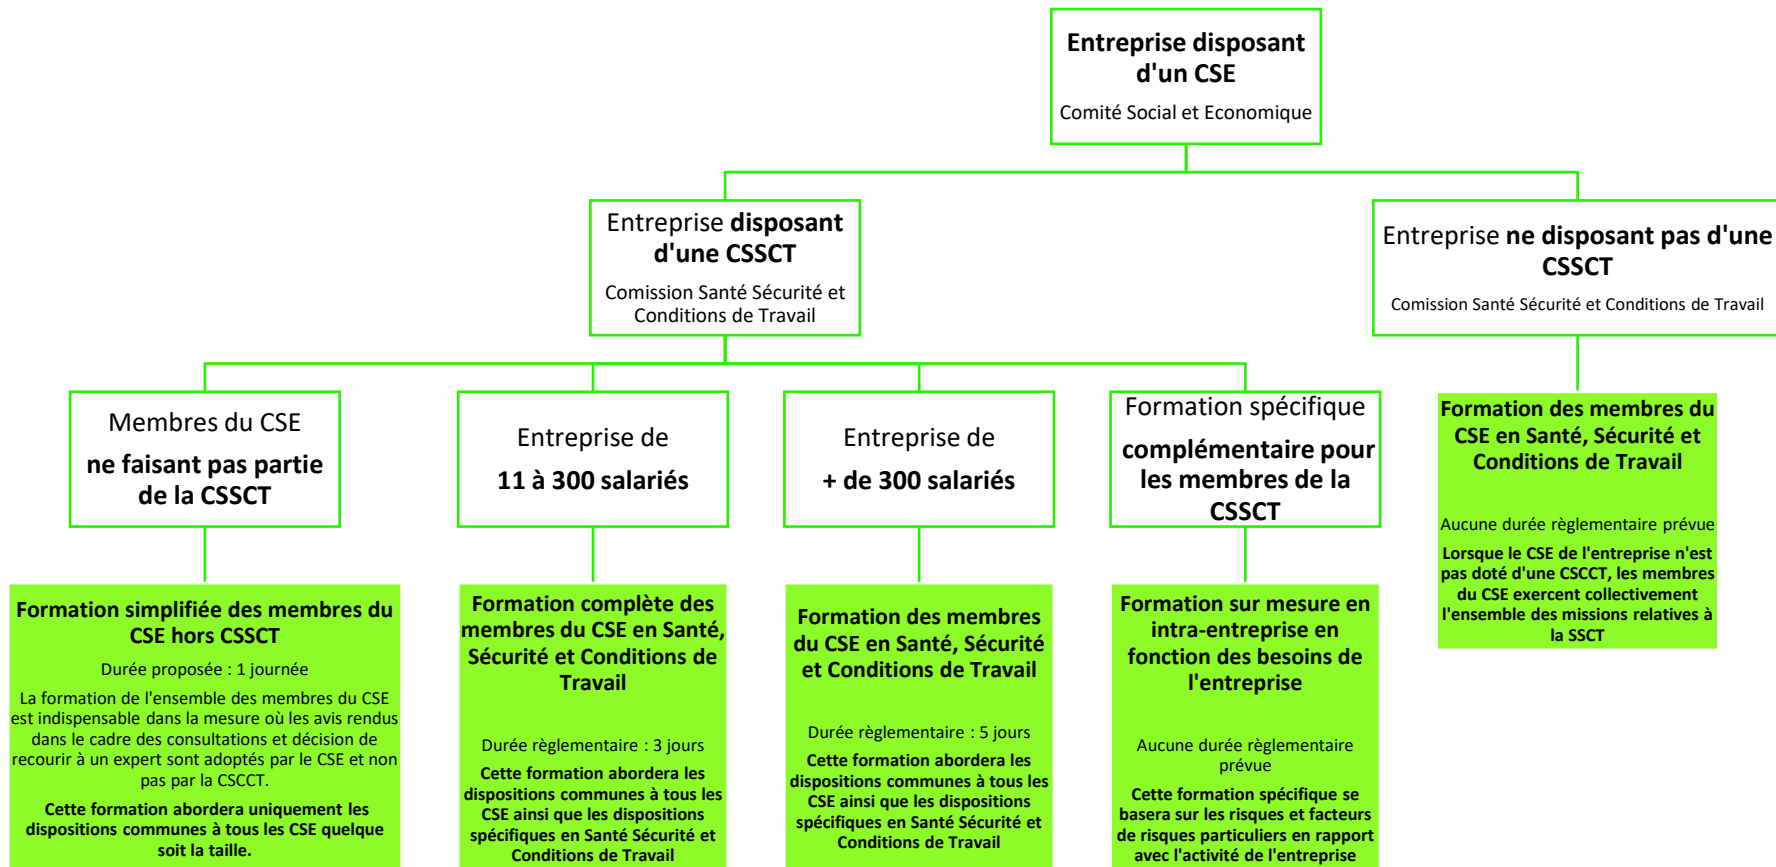 Entreprise disposant
d'un CSE
Comité Social et Economique
Entreprise disposant
d'une CSSCT
Comission Santé Sécurité et
Conditions de Travail
Entreprise ne disposant pas d'une
CSSCT
Comission Santé Sécurité et Conditions de Travail
Membres du CSE
ne faisant pas partie
de la CSSCT
Entreprise de
11 à 300 salariés
Entreprise de
+ de 300 salariés
Formation spécifique
complémentaire pour
les membres de la
CSSCT
Formation des membres du
CSE en Santé, Sécurité et
Conditions de Travail
Aucune durée règlementaire prévue
Lorsque le CSE de l'entreprise n'est
pas doté d'une CSCCT, les membres
du CSE exercent collectivement
l'ensemble des missions relatives à
la SSCT
Formation simplifiée des membres du
CSE hors CSSCT
Durée proposée : 1 journée
La formation de l'ensemble des membres du CSE
est indispensable dans la mesure où les avis rendus
dans le cadre des consultations et décision de
recourir à un expert sont adoptés par le CSE et non
pas par la CSCCT.
Cette formation abordera uniquement les
dispositions communes à tous les CSE quelque
soit la taille.
Formation complète des
membres du CSE en Santé,
Sécurité et Conditions de
Travail
Durée règlementaire : 3 jours
Cette formation abordera les
dispositions communes à tous les
CSE ainsi que les dispositions
spécifiques en Santé Sécurité et
Conditions de Travail
Formation des membres
du CSE en Santé, Sécurité
et Conditions de Travail
Durée règlementaire : 5 jours
Cette formation abordera les
dispositions communes à tous les
CSE ainsi que les dispositions
spécifiques en Santé Sécurité et
Conditions de Travail
Formation sur mesure en
intra-entreprise en
fonction des besoins de
l'entreprise
Aucune durée règlementaire
prévue
Cette formation spécifique se
basera sur les risques et facteurs
de risques particuliers en rapport
avec l'activité de l'entreprise